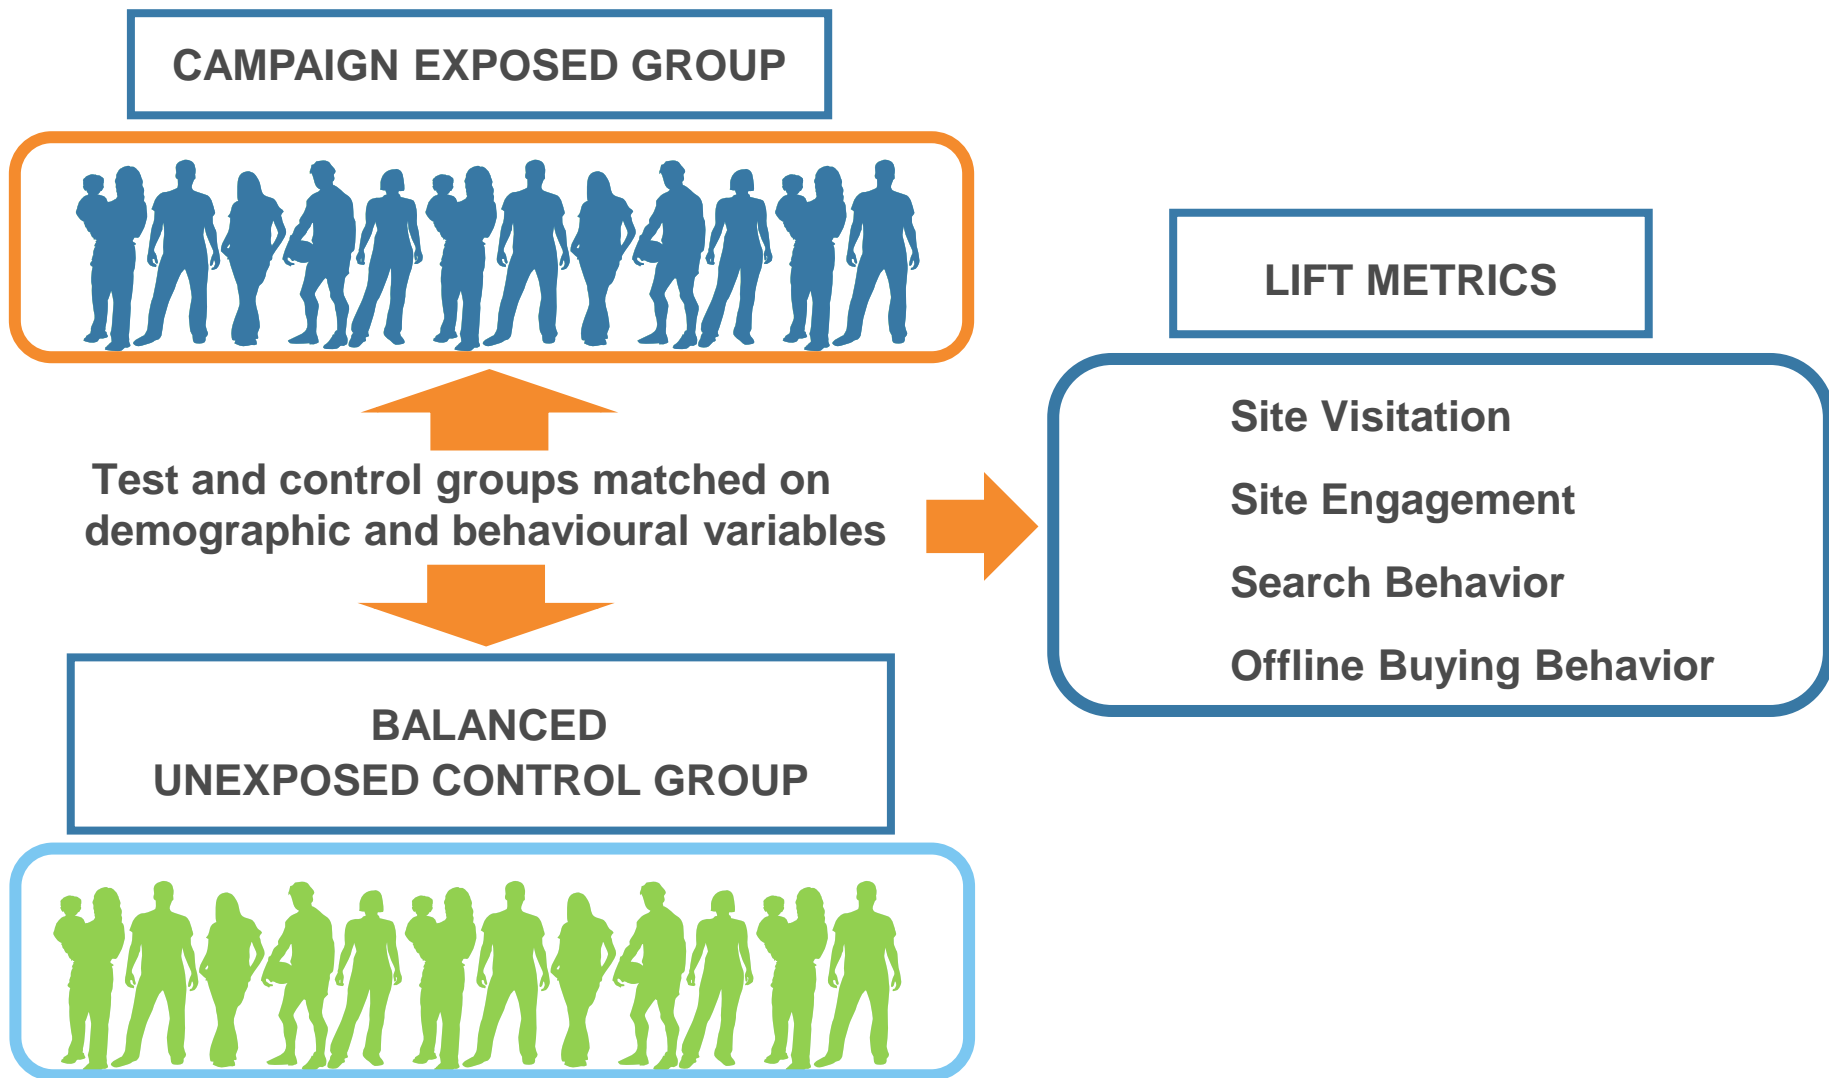 CAMPAIGN EXPOSED GROUP
Test and control groups matched on
demographic and behavioural variables
BALANCED
UNEXPOSED CONTROL GROUP
LIFT METRICS
Site Visitation
Site Engagement
Search Behavior
Offline Buying Behavior